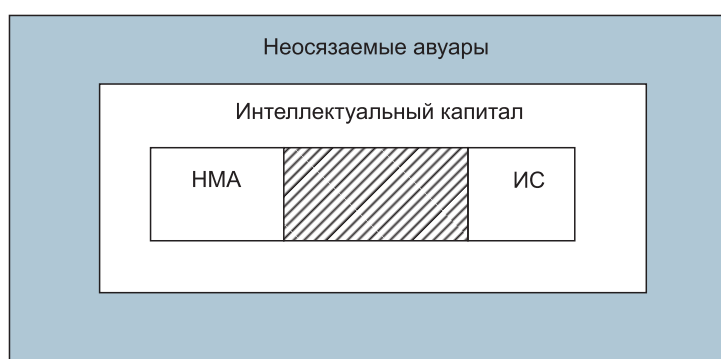 Неосязаемые авуары
Интеллектуальный капитал
НМА
ИС